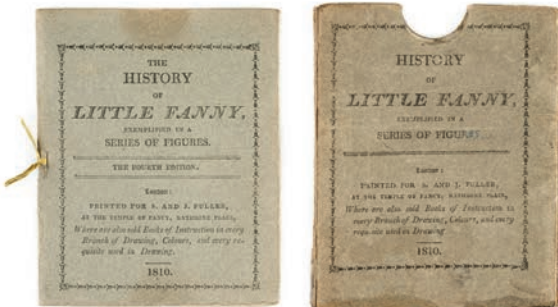 THE
HISTORY
OF
LITTLE FANNY,
EXEMPLIFIED IN A
SERIES OF FIGURES.
THE FOURTH EDITION.
London:
PRINTED FOR S. AND J. FULLER,
AT THE TEMPLE OF FANCY, RATHBONE PLACE,
Where are also sold Books of Instruction in every
Branch of Drawing, Colours, and every re-
quisite used in Drawing.
1810.
HISTORY
OF
LITTLE FANNY,
EXEMPLIFIED IN A
SERIES OF FIGURES.
London:
PRINTED FOR S. AND J. FULLER,
AT THE TEMPLE OF FANCY, RATHBONE PLACE,
Where are also sold Books of Instruction in
every Branch of Drawing, Colours, and every
requisite used in Drawing
1810.